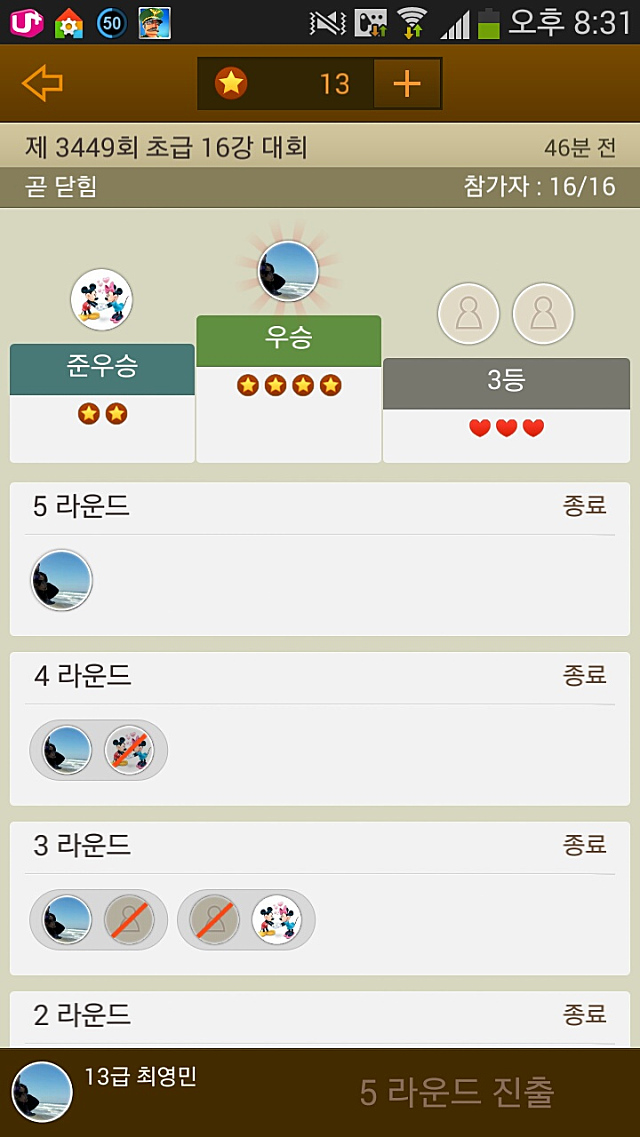 U+ 50 오후 8:31
13 +
제 3449회 초급 16강 대회 46분 전
곧 닫힘 참가자 : 16/16
우승
준우승
3등
5 라운드 종료
4 라운드 종료
3 라운드 종료
2 라운드 종료
13급 최영민
5 라운드 진출